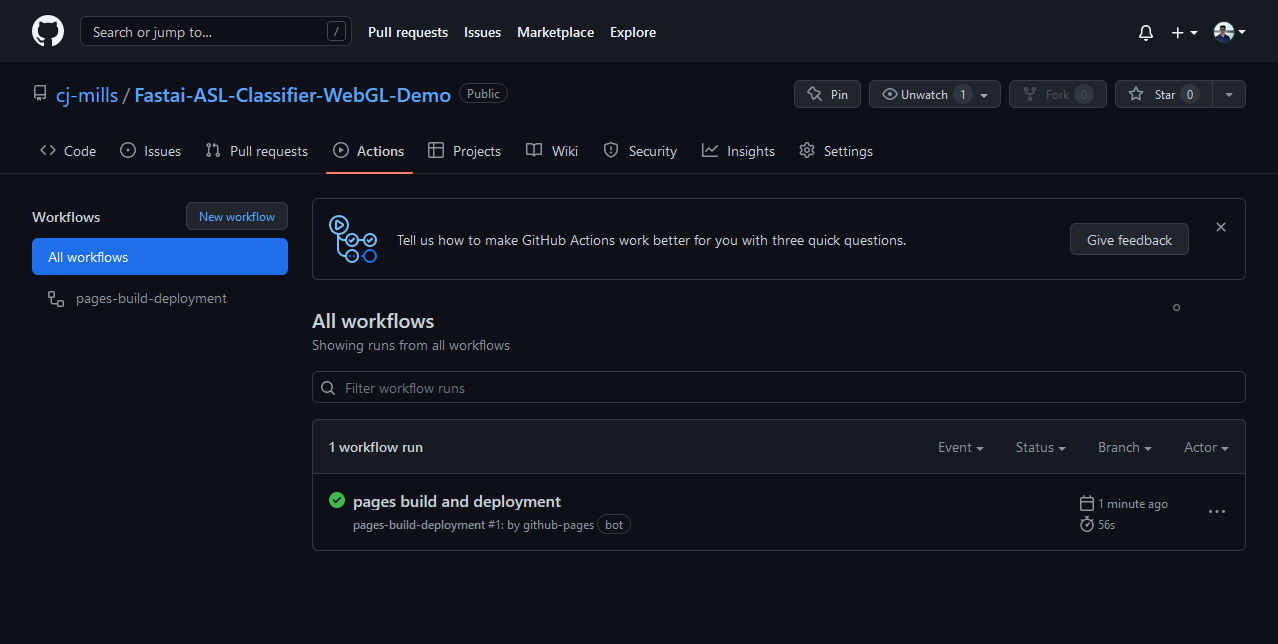 Search or jump to... /
Pull requests Issues Marketplace Explore
cj-mills / Fastai-ASL-Classifier-WebGL-Demo Public
Pin Unwatch 1 Fork 0 Star 0
Code Issues Pull requests Actions Projects Wiki Security Insights Settings
Workflows New workflow
All workflows
pages-build-deployment
Tell us how to make GitHub Actions work better for you with three quick questions. Give feedback
All workflows
Showing runs from all workflows
Filter workflow runs
1 workflow run Event Status Branch Actor
pages build and deployment
pages-build-deployment #1: by github-pages bot
1 minute ago
56s